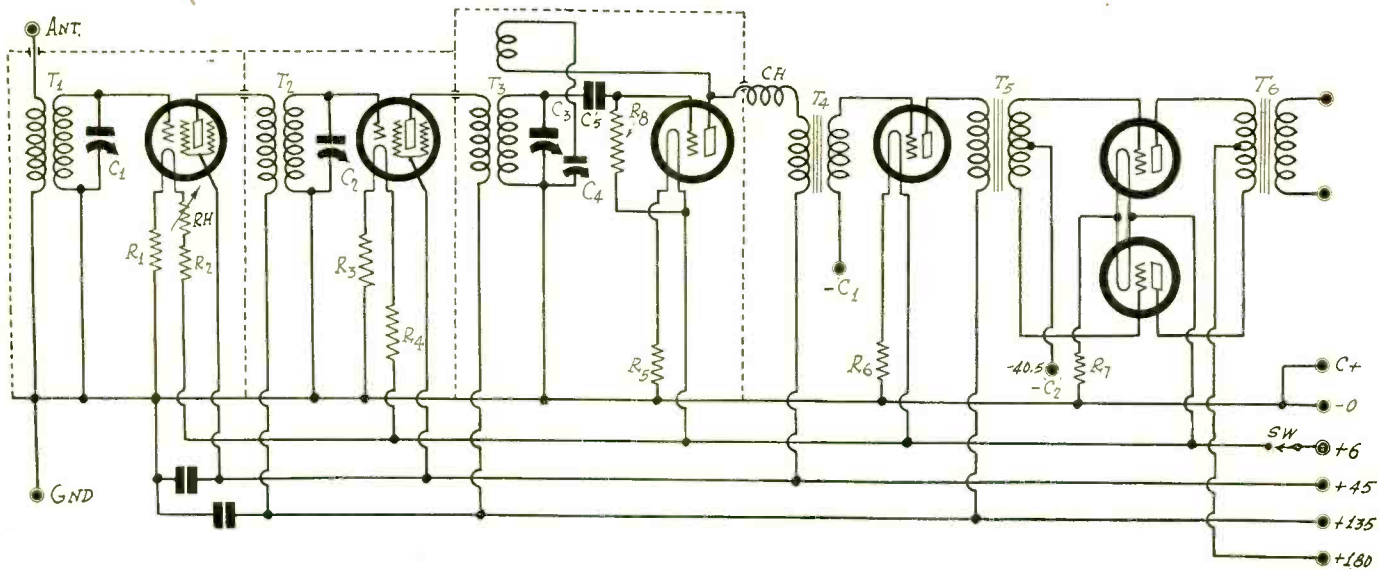 ANT.
T1
C1
RH
R1
R2
T2
C2
R3
R4
T3
C3
C5
R8
C4
R5
CH
T4
-C1
R6
T5
-40.5
-C2
R7
T6
C+
-0
SW
+6
+45
+135
+180
GND